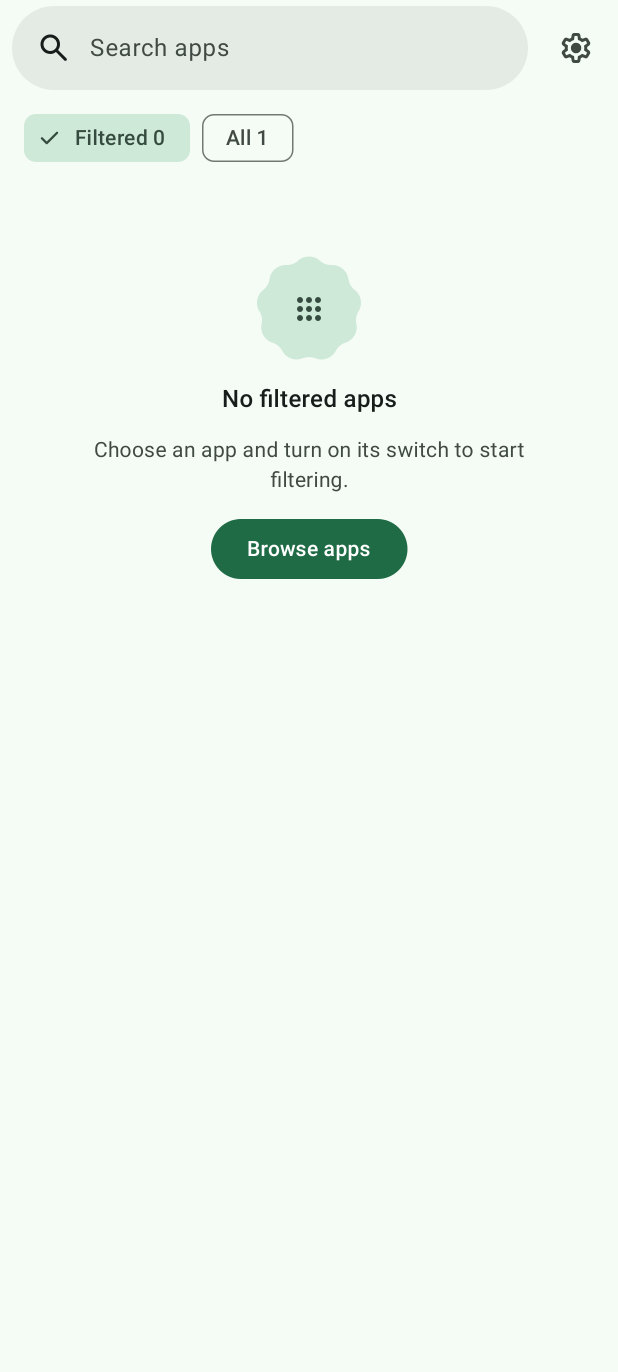 Search apps
Filtered 0
All 1
No filtered apps
Choose an app and turn on its switch to start
filtering.
Browse apps